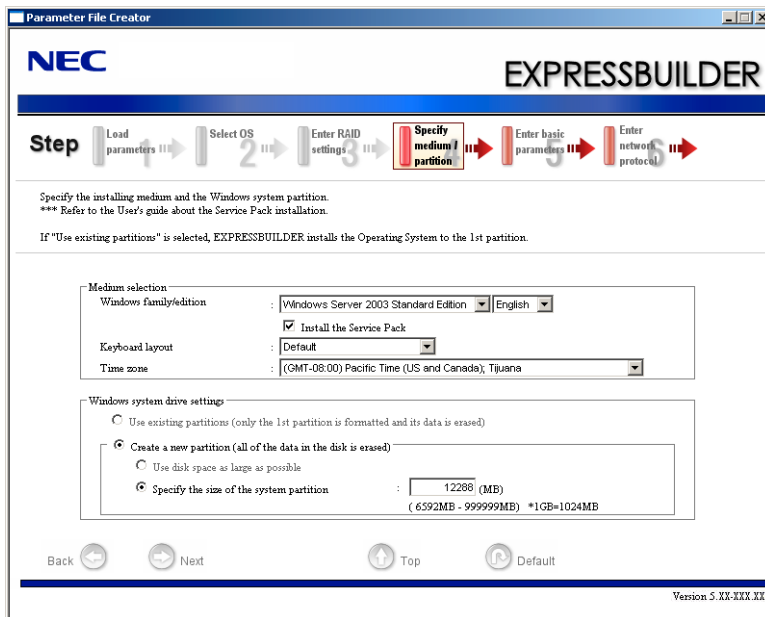 Parameter File Creator
NEC
EXPRESSBUILDER
Step
Load
parameters 1
Select OS
2
Enter RAID
settings 3
Specify
medium /
partition 4
Enter basic
parameters 5
Enter
network
protocol 6
Specify the installing medium and the Windows system partition.
*** Refer to the User's guide about the Service Pack installation.
If "Use existing partitions" is selected, EXPRESSBUILDER installs the Operating System to the 1st partition.
Medium selection
Windows family/edition : Windows Server 2003 Standard Edition English
Install the Service Pack
Keyboard layout : Default
Time zone : (GMT-08:00) Pacific Time (US and Canada); Tijuana
Windows system drive settings
Use existing partitions (only the 1st partition is formatted and its data is erased)
Create a new partition (all of the data in the disk is erased)
Use disk space as large as possible
Specify the size of the system partition : 12288 (MB)
( 6592MB - 999999MB) *1GB=1024MB
Back Next Top Default
Version 5.XX-XXX.XX